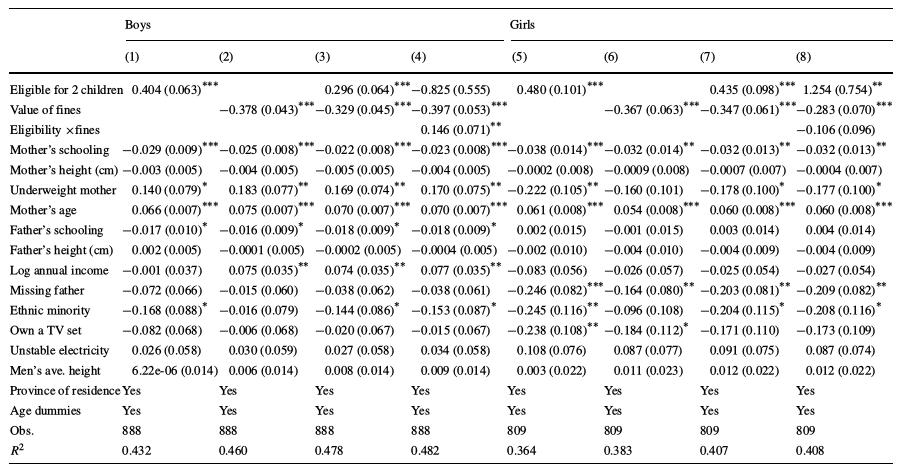 Boys Girls
(1) (2) (3) (4) (5) (6) (7) (8)
Eligible for 2 children 0.404 (0.063)*** 0.296 (0.064)*** −0.825 (0.555) 0.480 (0.101)*** 0.435 (0.098)*** 1.254 (0.754)**
Value of fines −0.378 (0.043)*** −0.329 (0.045)*** −0.397 (0.053)*** −0.367 (0.063)*** −0.347 (0.061)*** −0.283 (0.070)***
Eligibility ×fines 0.146 (0.071)** −0.106 (0.096)
Mother's schooling −0.029 (0.009)*** −0.025 (0.008)*** −0.022 (0.008)*** −0.023 (0.008)*** −0.038 (0.014)*** −0.032 (0.014)** −0.032 (0.013)** −0.032 (0.013)**
Mother's height (cm) −0.003 (0.005) −0.004 (0.005) −0.005 (0.005) −0.004 (0.005) −0.0002 (0.008) −0.0009 (0.008) −0.0007 (0.007) −0.0004 (0.007)
Underweight mother 0.140 (0.079)* 0.183 (0.077)** 0.169 (0.074)** 0.170 (0.075)** −0.222 (0.105)** −0.160 (0.101) −0.178 (0.100)* −0.177 (0.100)*
Mother's age 0.066 (0.007)*** 0.075 (0.007)*** 0.070 (0.007)*** 0.070 (0.007)*** 0.061 (0.008)*** 0.054 (0.008)*** 0.060 (0.008)*** 0.060 (0.008)***
Father's schooling −0.017 (0.010)* −0.016 (0.009)* −0.018 (0.009)* −0.018 (0.009)* 0.002 (0.015) −0.001 (0.015) 0.003 (0.014) 0.004 (0.014)
Father's height (cm) 0.002 (0.005) −0.0001 (0.005) −0.0002 (0.005) −0.0004 (0.005) −0.002 (0.010) −0.004 (0.010) −0.004 (0.009) −0.004 (0.009)
Log annual income −0.001 (0.037) 0.075 (0.035)** 0.074 (0.035)** 0.077 (0.035)** −0.083 (0.056) −0.026 (0.057) −0.025 (0.054) −0.027 (0.054)
Missing father −0.072 (0.066) −0.015 (0.060) −0.038 (0.062) −0.038 (0.061) −0.246 (0.082)*** −0.164 (0.080)** −0.203 (0.081)** −0.209 (0.082)**
Ethnic minority −0.168 (0.088)* −0.016 (0.079) −0.144 (0.086)* −0.153 (0.087)* −0.245 (0.116)** −0.096 (0.108) −0.204 (0.115)* −0.208 (0.116)*
Own a TV set −0.082 (0.068) −0.006 (0.068) −0.020 (0.067) −0.015 (0.067) −0.238 (0.108)** −0.184 (0.112)* −0.171 (0.110) −0.173 (0.109)
Unstable electricity 0.026 (0.058) 0.030 (0.059) 0.027 (0.058) 0.034 (0.058) 0.108 (0.076) 0.087 (0.077) 0.091 (0.075) 0.087 (0.074)
Men's ave. height 6.22e-06 (0.014) 0.006 (0.014) 0.008 (0.014) 0.009 (0.014) 0.003 (0.022) 0.011 (0.023) 0.012 (0.022) 0.012 (0.022)
Province of residence Yes Yes Yes Yes Yes Yes Yes Yes
Age dummies Yes Yes Yes Yes Yes Yes Yes Yes
Obs. 888 888 888 888 809 809 809 809
R² 0.432 0.460 0.478 0.482 0.364 0.383 0.407 0.408